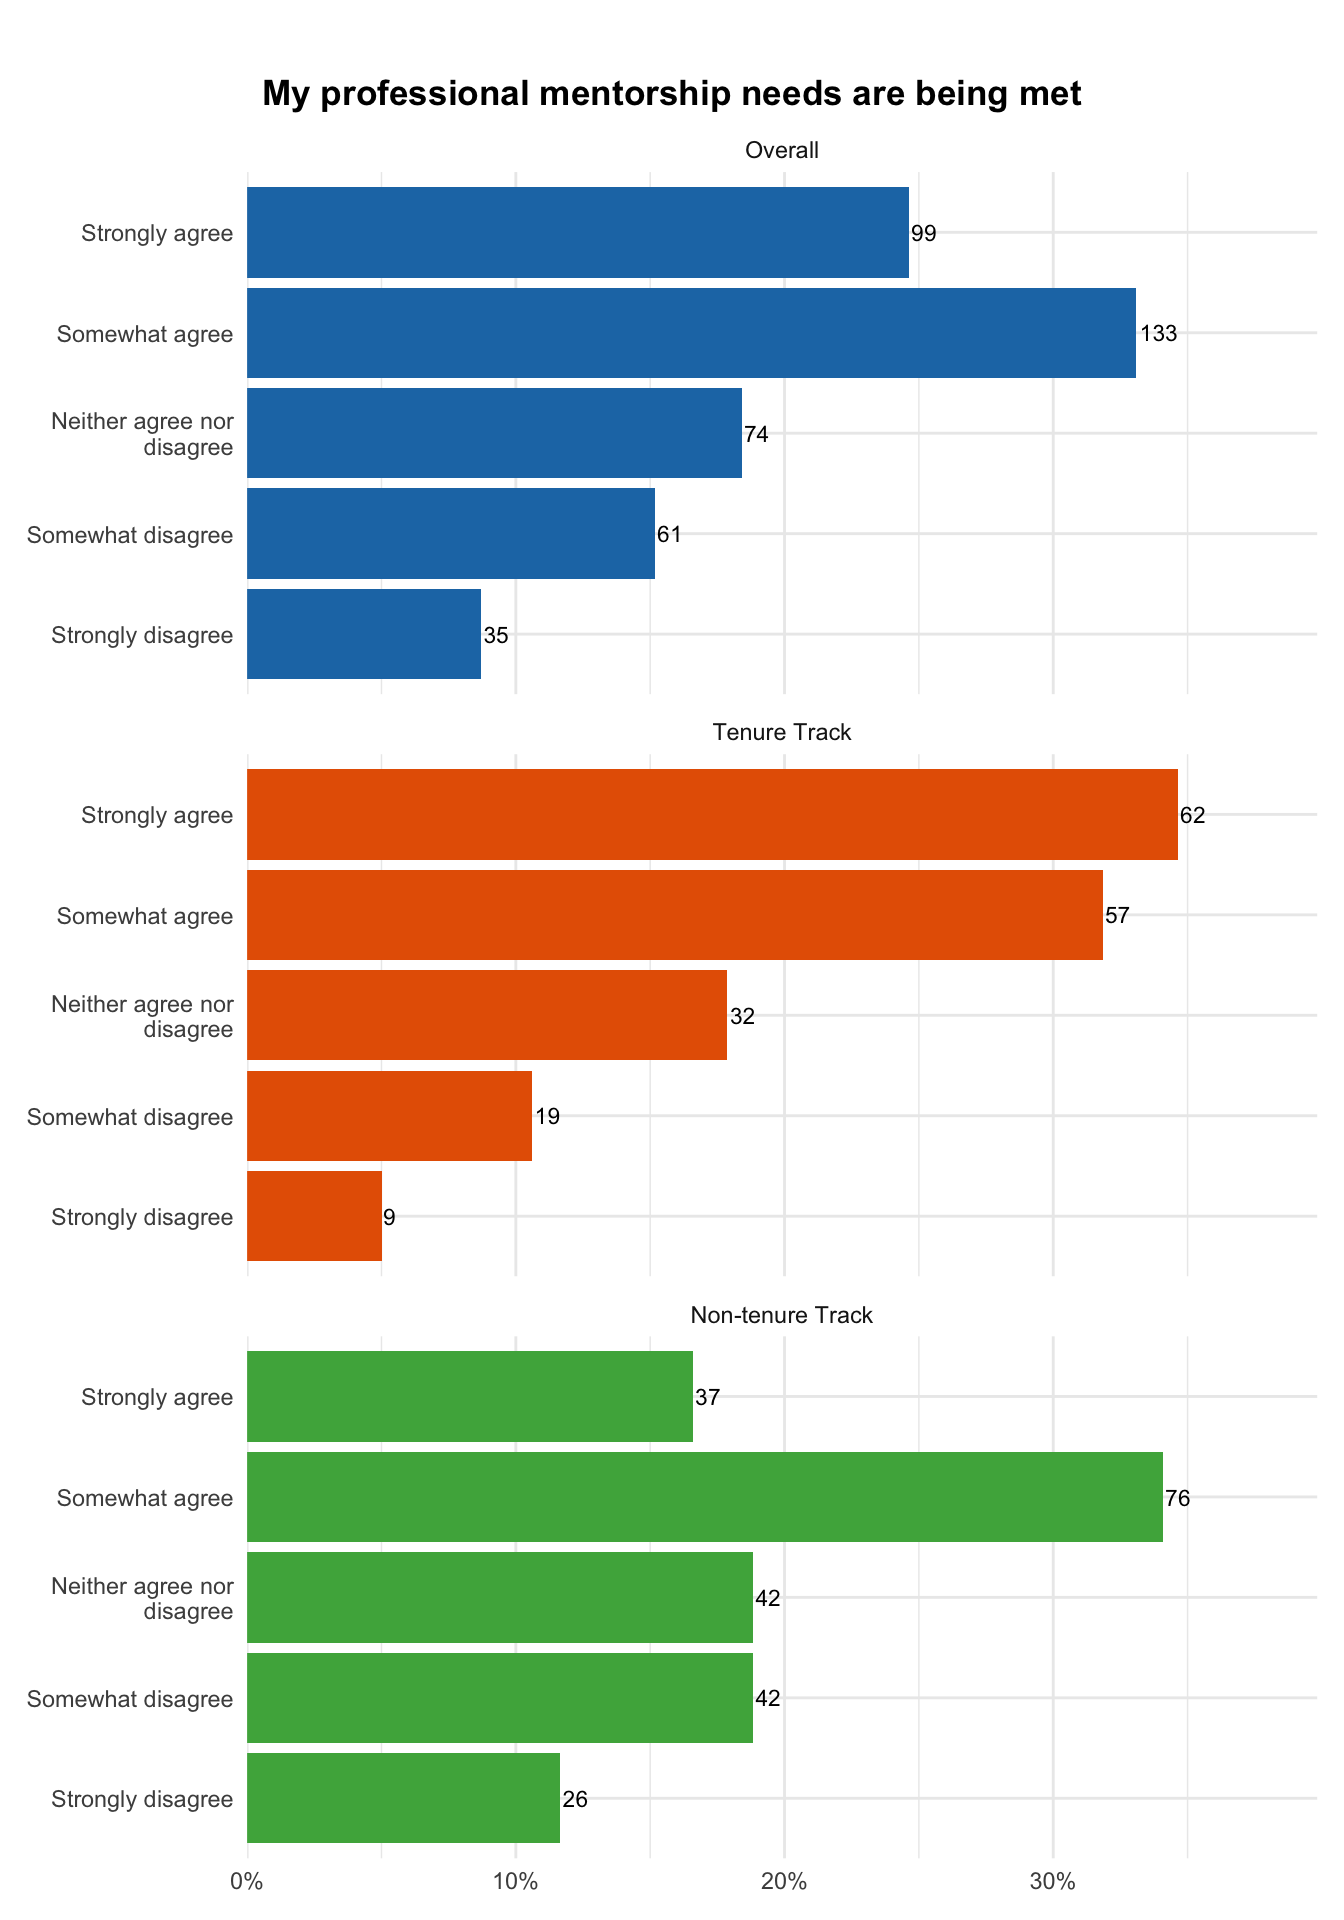 My professional mentorship needs are being met
Overall
Strongly agree
99
Somewhat agree
133
Neither agree nor
disagree
74
Somewhat disagree
61
Strongly disagree
35
Tenure Track
Strongly agree
62
Somewhat agree
57
Neither agree nor
disagree
32
Somewhat disagree
19
Strongly disagree
9
Non-tenure Track
Strongly agree
37
Somewhat agree
76
Neither agree nor
disagree
42
Somewhat disagree
42
Strongly disagree
26
0% 10% 20% 30%